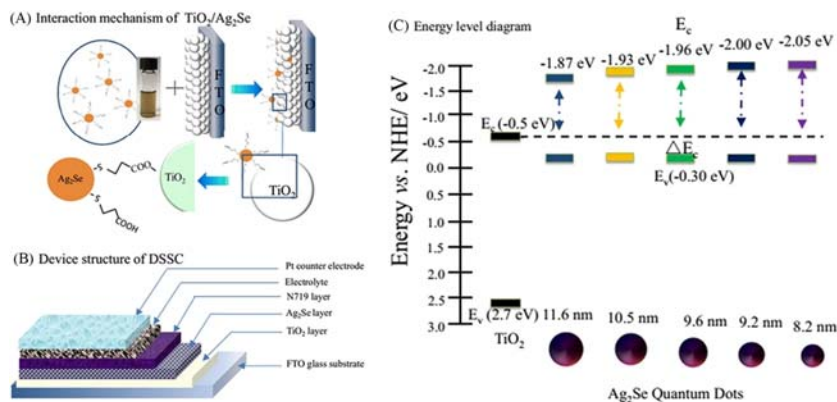 (A) Interaction mechanism of TiO2/Ag2Se
FTO
FTO
Ag2Se
-S
COO
TiO2
-S
COOH
TiO2
(B) Device structure of DSSC
Pt counter electrode
Electrolyte
N719 layer
Ag2Se layer
TiO2 layer
FTO glass substrate
(C) Energy level diagram
Ec
-1.87 eV
-1.93 eV
-1.96 eV
-2.00 eV
-2.05 eV
Energy vs. NHE/ eV
-2.0
-1.5
-1.0
-0.5
0.0
0.5
1.0
1.5
2.0
2.5
3.0
Ec (-0.5 eV)
△Ec
Ev(-0.30 eV)
Ev (2.7 eV)
TiO2
11.6 nm
10.5 nm
9.6 nm
9.2 nm
8.2 nm
Ag2Se Quantum Dots